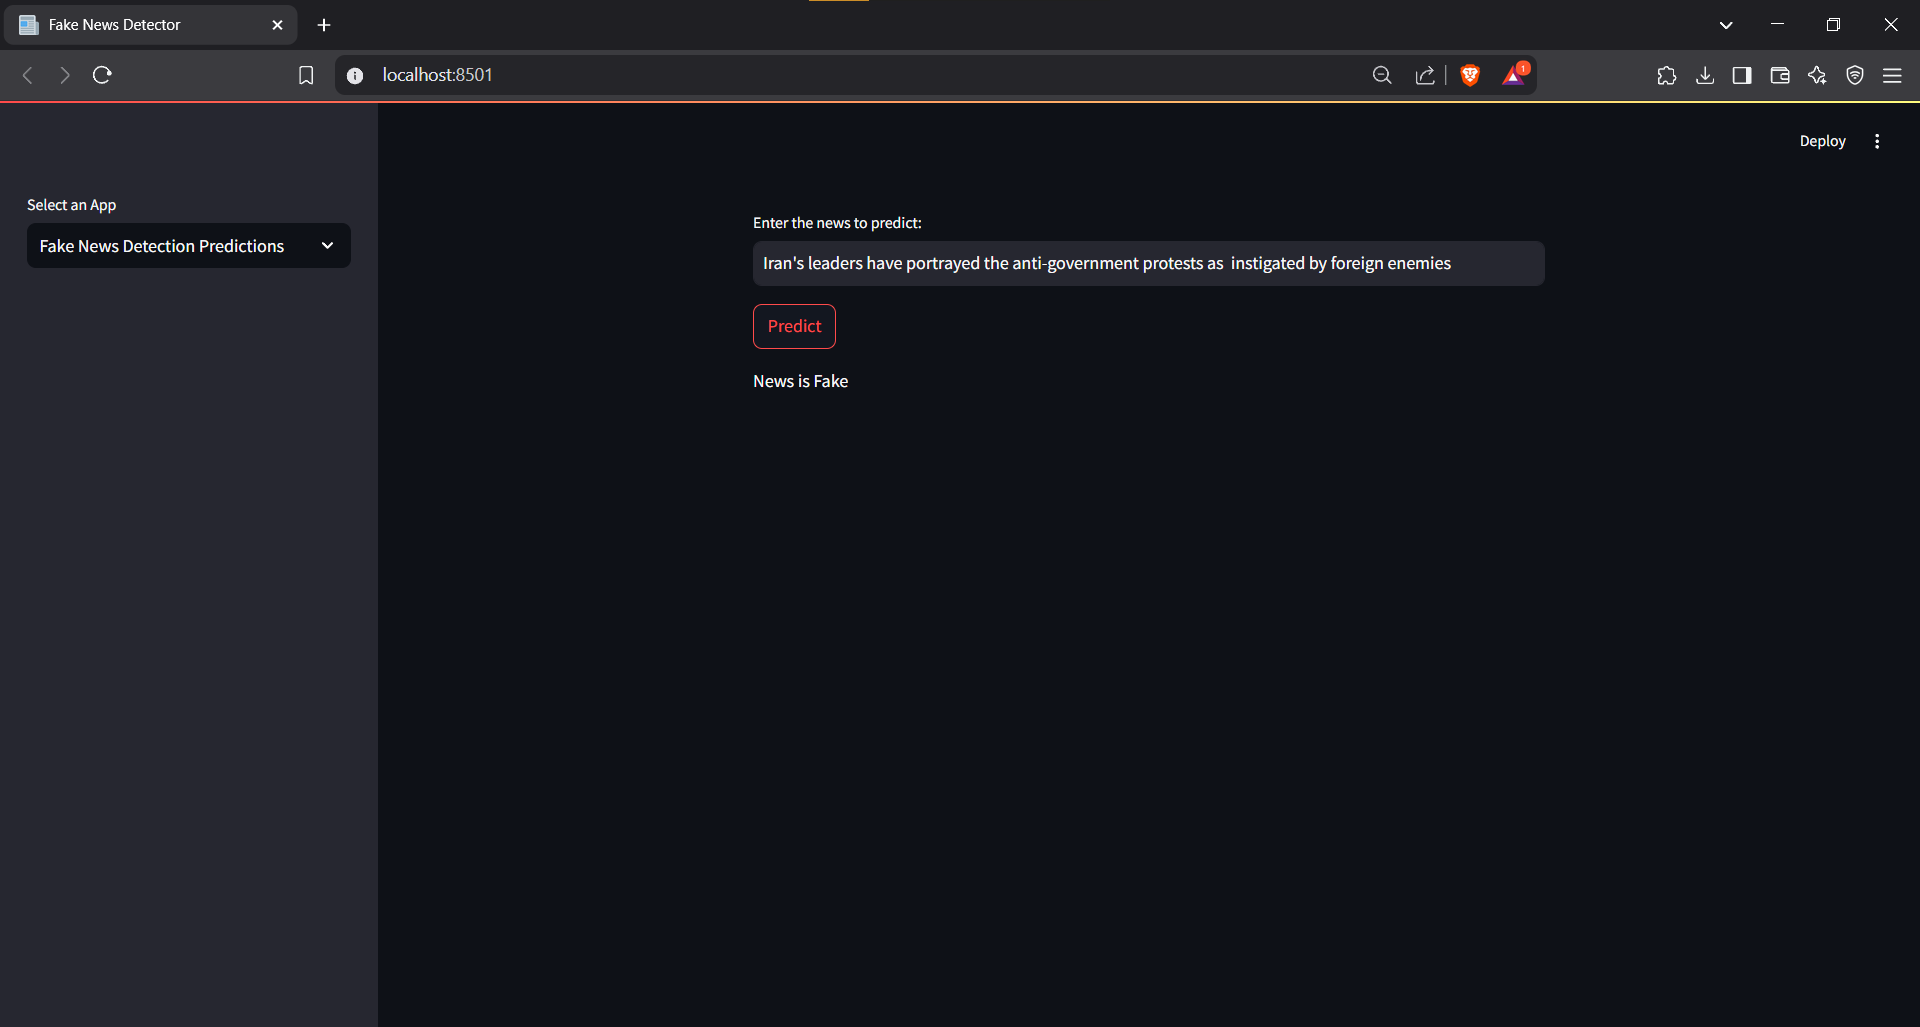 Fake News Detector
localhost:8501
1
Deploy
Select an App
Fake News Detection Predictions
Enter the news to predict:
Iran's leaders have portrayed the anti-government protests as  instigated by foreign enemies
Predict
News is Fake